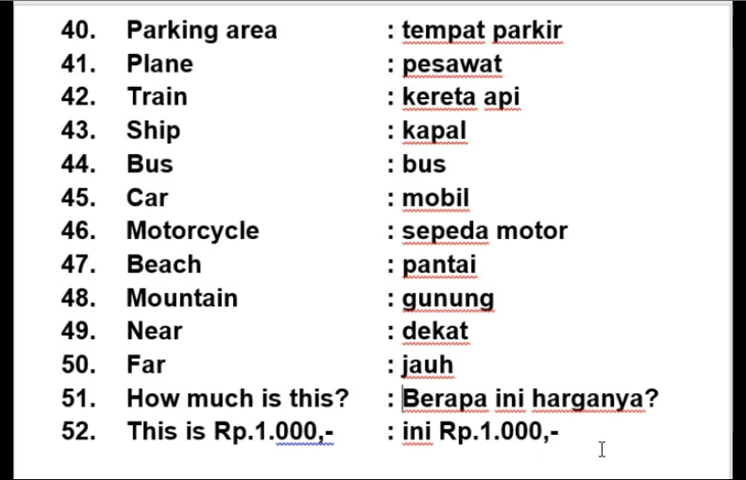 40. Parking area : tempat parkir
41. Plane : pesawat
42. Train : kereta api
43. Ship : kapal
44. Bus : bus
45. Car : mobil
46. Motorcycle : sepeda motor
47. Beach : pantai
48. Mountain : gunung
49. Near : dekat
50. Far : jauh
51. How much is this? : Berapa ini harganya?
52. This is Rp.1.000,- : ini Rp.1.000,-